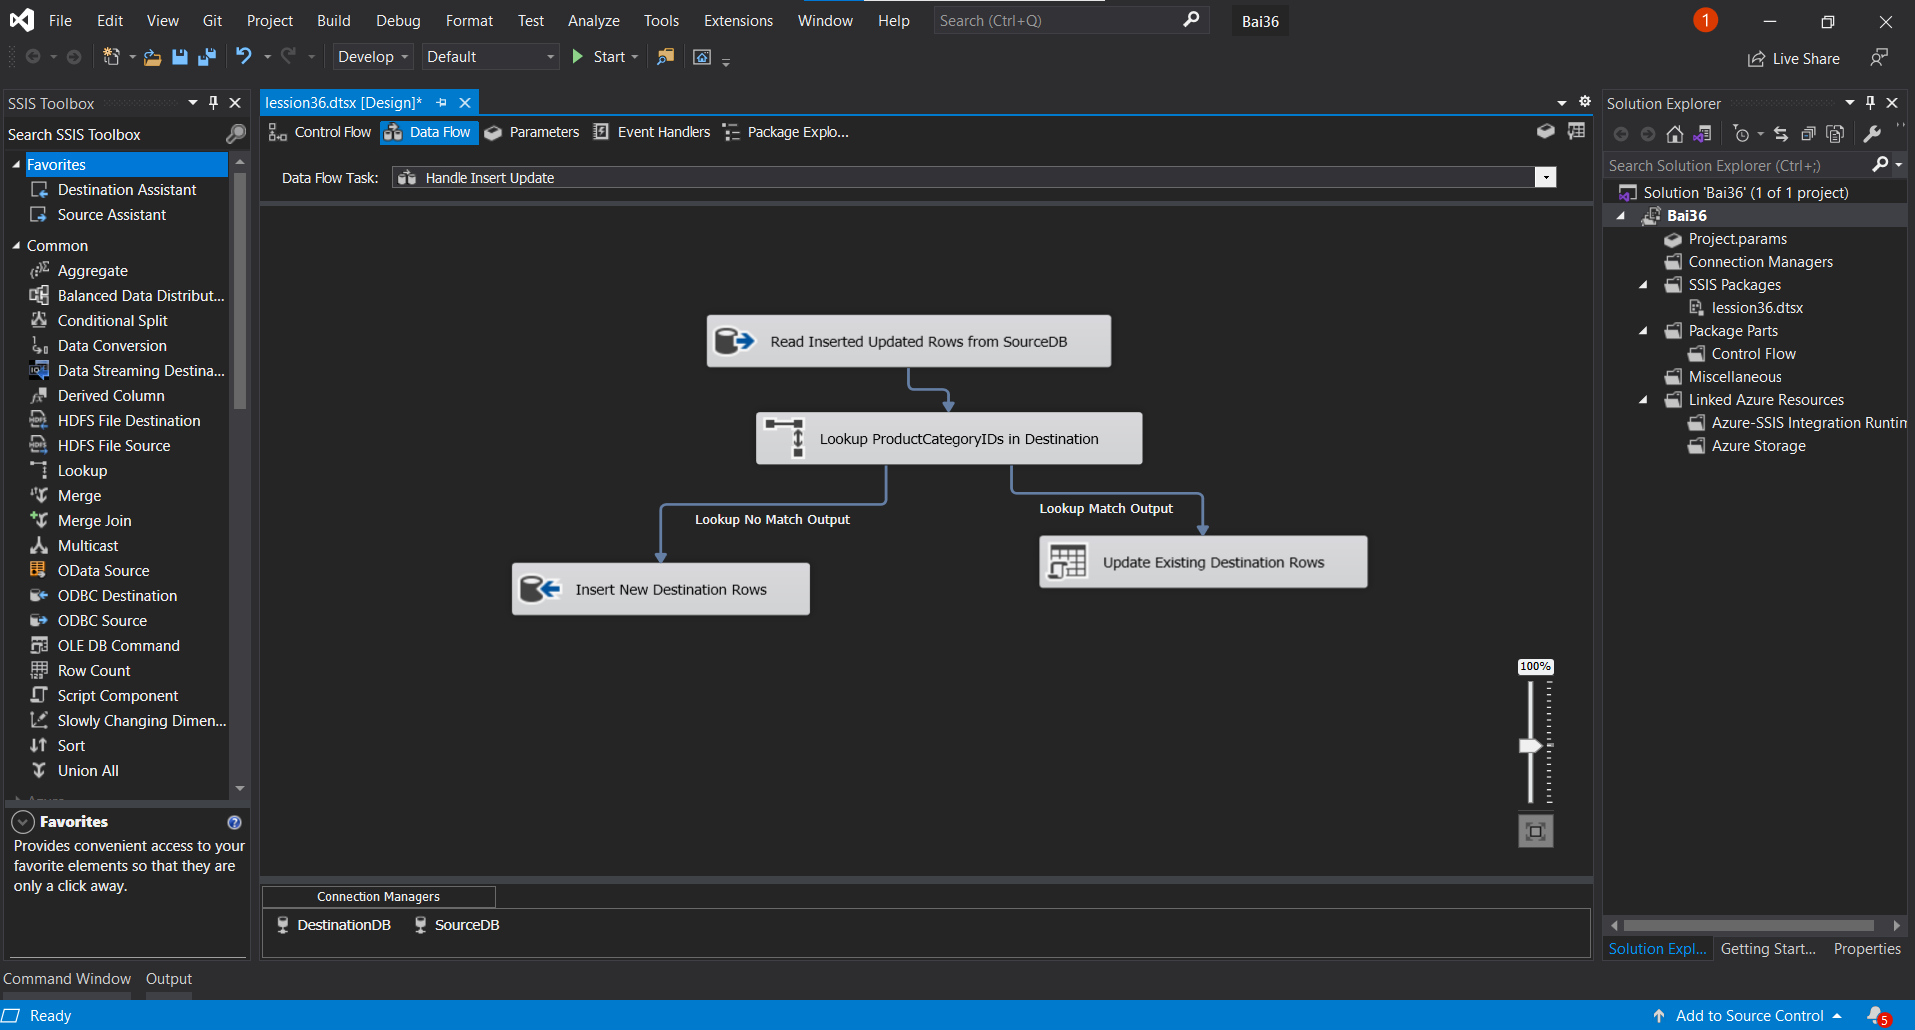 File Edit View Git Project Build Debug Format Test Analyze Tools Extensions Window Help Search (Ctrl+Q) Bai36 1
Develop Default Start Live Share
SSIS Toolbox
Search SSIS Toolbox
Favorites
Destination Assistant
Source Assistant
Common
Aggregate
Balanced Data Distribut...
Conditional Split
Data Conversion
Data Streaming Destina...
Derived Column
HDFS File Destination
HDFS File Source
Lookup
Merge
Merge Join
Multicast
OData Source
ODBC Destination
ODBC Source
OLE DB Command
Row Count
Script Component
Slowly Changing Dimen...
Sort
Union All
Favorites
Provides convenient access to your
favorite elements so that they are
only a click away.
lession36.dtsx [Design]*
Control Flow Data Flow Parameters Event Handlers Package Explo...
Data Flow Task: Handle Insert Update
Read Inserted Updated Rows from SourceDB
Lookup ProductCategoryIDs in Destination
Lookup No Match Output
Lookup Match Output
Insert New Destination Rows
Update Existing Destination Rows
100%
Connection Managers
DestinationDB SourceDB
Solution Explorer
Search Solution Explorer (Ctrl+;)
Solution 'Bai36' (1 of 1 project)
Bai36
Project.params
Connection Managers
SSIS Packages
lession36.dtsx
Package Parts
Control Flow
Miscellaneous
Linked Azure Resources
Azure-SSIS Integration Runtin
Azure Storage
Solution Expl... Getting Start... Properties
Command Window Output
Ready Add to Source Control 5